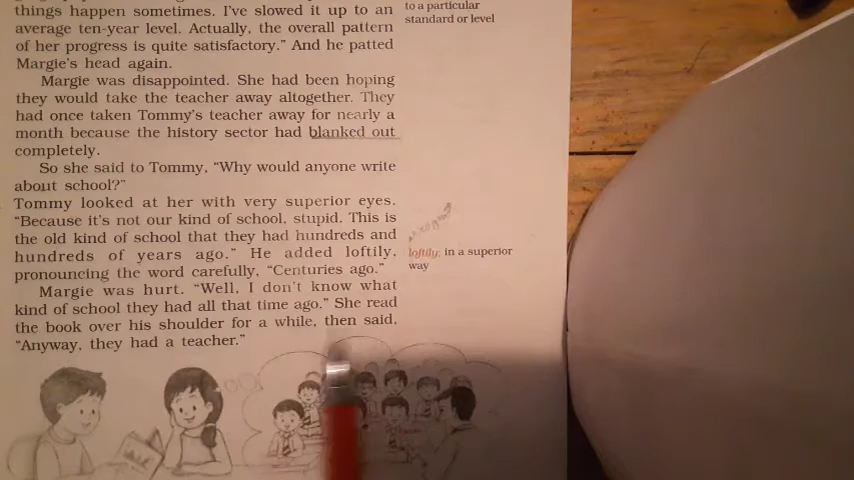 things happen sometimes. I've slowed it up to an
average ten-year level. Actually, the overall pattern
of her progress is quite satisfactory." And he patted
Margie's head again.
Margie was disappointed. She had been hoping
they would take the teacher away altogether. They
had once taken Tommy's teacher away for nearly a
month because the history sector had blanked out
completely.
So she said to Tommy, "Why would anyone write
about school?"
Tommy looked at her with very superior eyes.
"Because it's not our kind of school, stupid. This is
the old kind of school that they had hundreds and
hundreds of years ago." He added loftily,
pronouncing the word carefully, "Centuries ago."
Margie was hurt. "Well, I don't know what
kind of school they had all that time ago." She read
the book over his shoulder for a while, then said,
"Anyway, they had a teacher."
to a particular
standard or level
loftily: in a superior
way